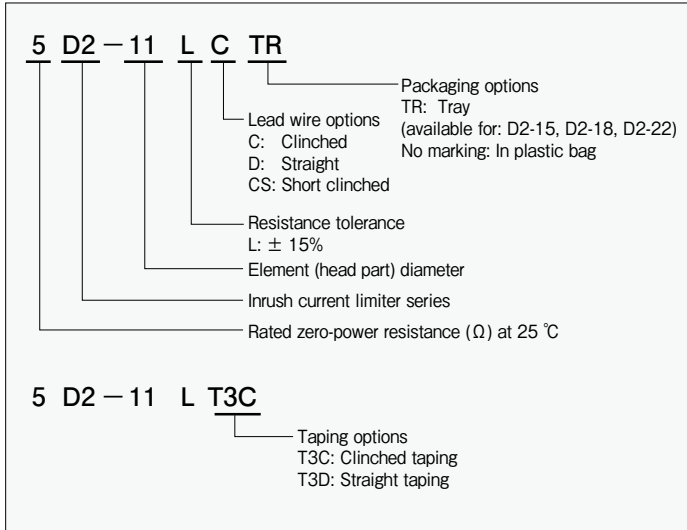 5 D2－11 L C TR
Packaging options
TR: Tray
(available for: D2-15, D2-18, D2-22)
No marking: In plastic bag
Lead wire options
C: Clinched
D: Straight
CS: Short clinched
Resistance tolerance
L: ± 15%
Element (head part) diameter
Inrush current limiter series
Rated zero-power resistance (Ω) at 25 ℃
5 D2－11 L T3C
Taping options
T3C: Clinched taping
T3D: Straight taping